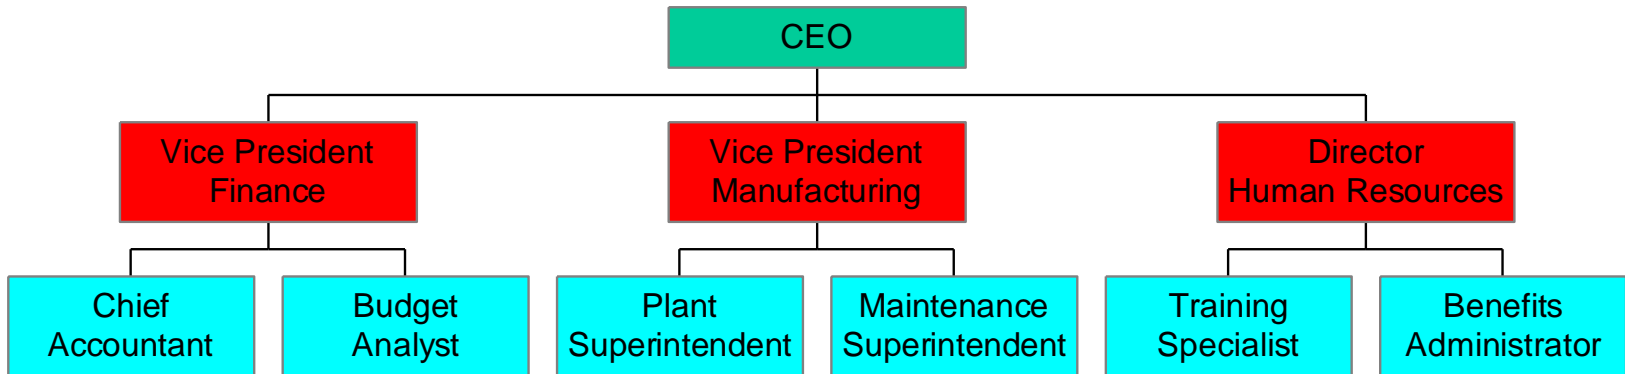 CEO
Vice President
Finance
Vice President
Manufacturing
Director
Human Resources
Chief
Accountant
Budget
Analyst
Plant
Superintendent
Maintenance
Superintendent
Training
Specialist
Benefits
Administrator